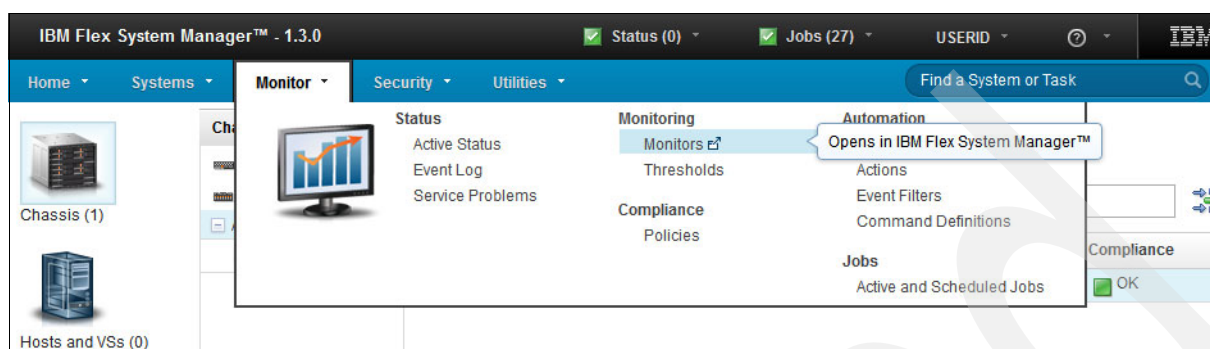 IBM Flex System Manager™ - 1.3.0 Status (0) Jobs (27) USERID IBM
Home Systems Monitor Security Utilities Find a System or Task
Status
Active Status
Event Log
Service Problems
Monitoring
Monitors
Thresholds
Compliance
Policies
Automation
Opens in IBM Flex System Manager™
Actions
Event Filters
Command Definitions
Jobs
Active and Scheduled Jobs
Chassis (1)
Hosts and VSs (0)
Compliance
OK